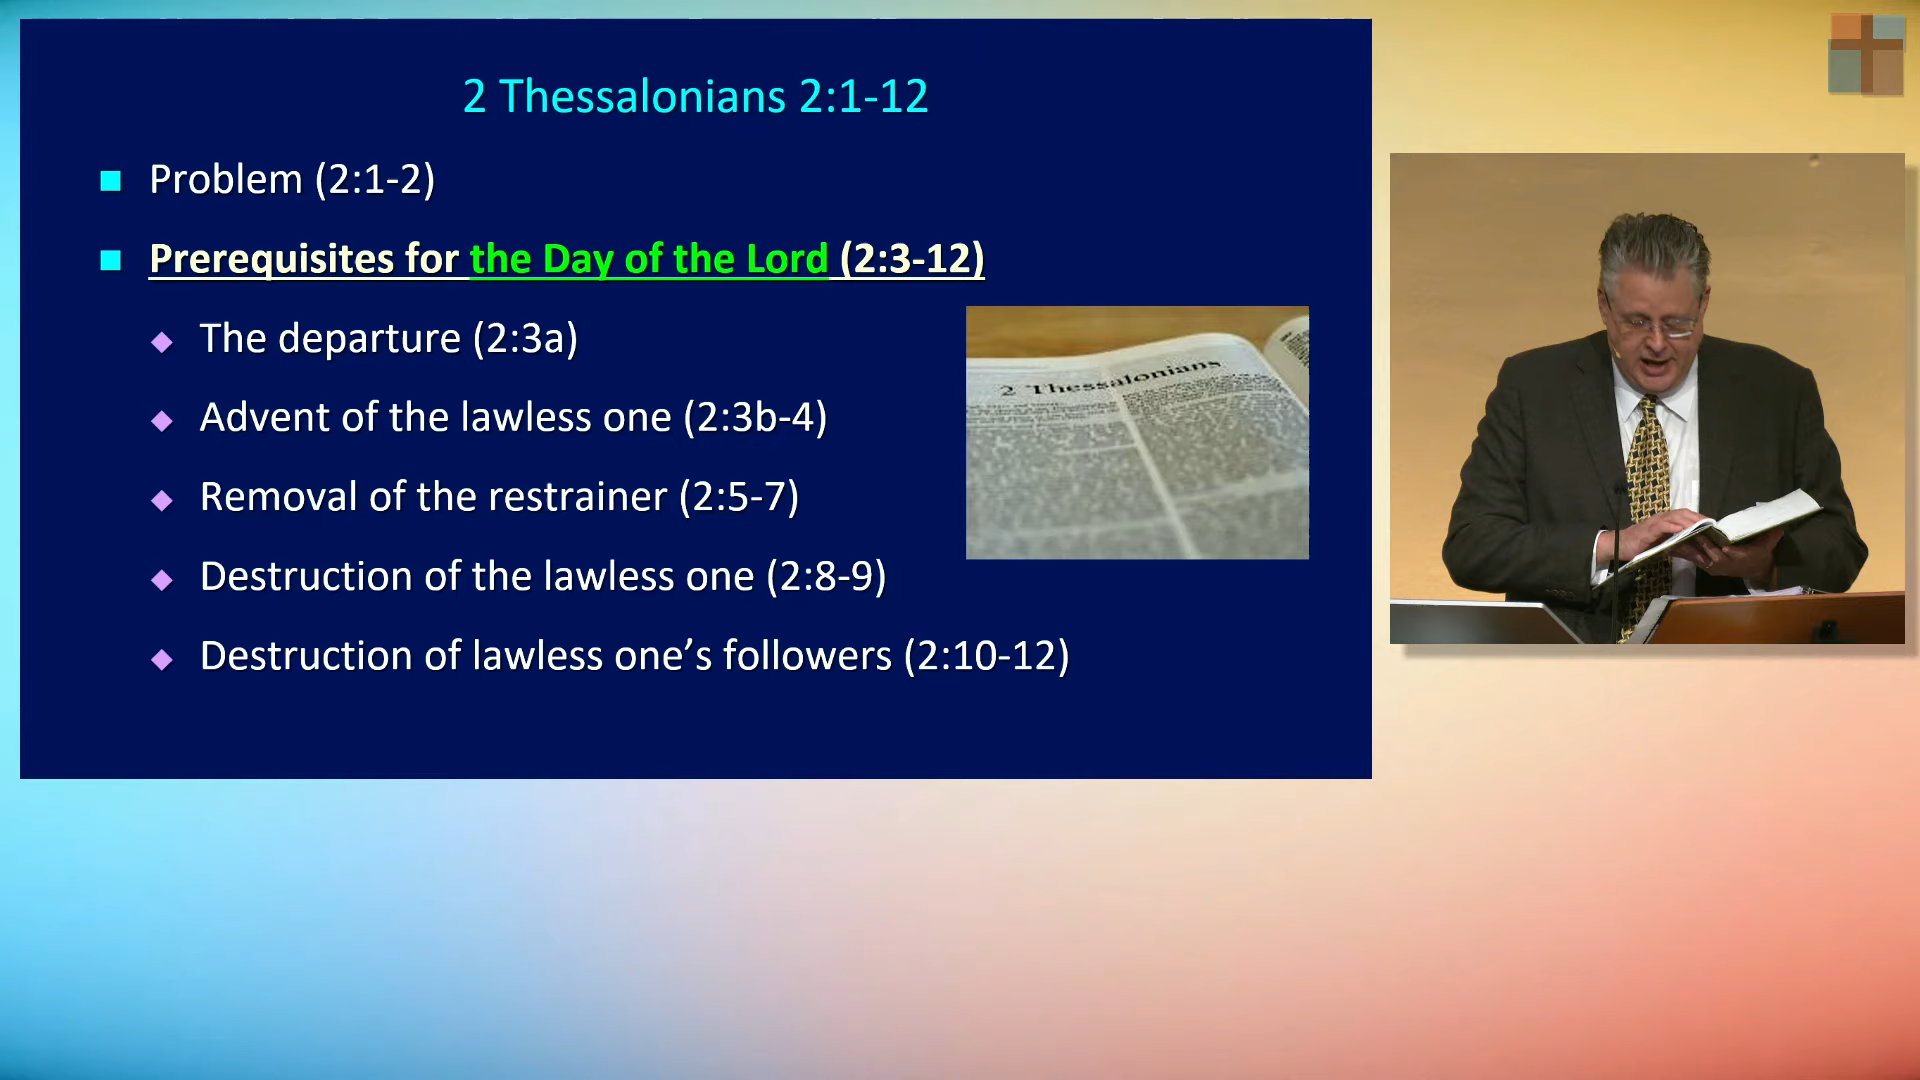 2 Thessalonians 2:1-12
Problem (2:1-2)
Prerequisites for the Day of the Lord (2:3-12)
The departure (2:3a)
Advent of the lawless one (2:3b-4)
Removal of the restrainer (2:5-7)
Destruction of the lawless one (2:8-9)
Destruction of lawless one’s followers (2:10-12)
2 Thessalonians